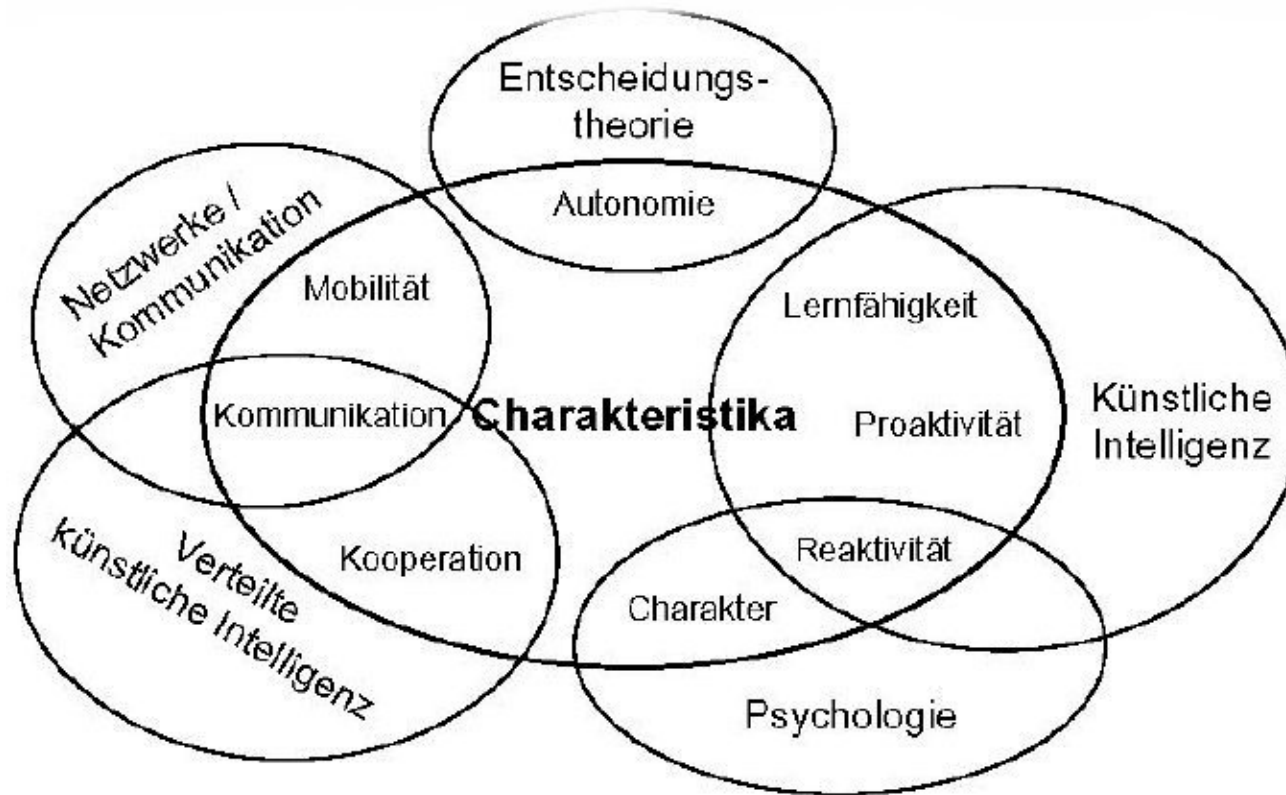 Entscheidungs-
theorie
Autonomie
Netzwerke /
Kommunikation
Mobilität
Lernfähigkeit
Kommunikation
Charakteristika
Proaktivität
Künstliche
Intelligenz
Verteilte
künstliche Intelligenz
Kooperation
Reaktivität
Charakter
Psychologie